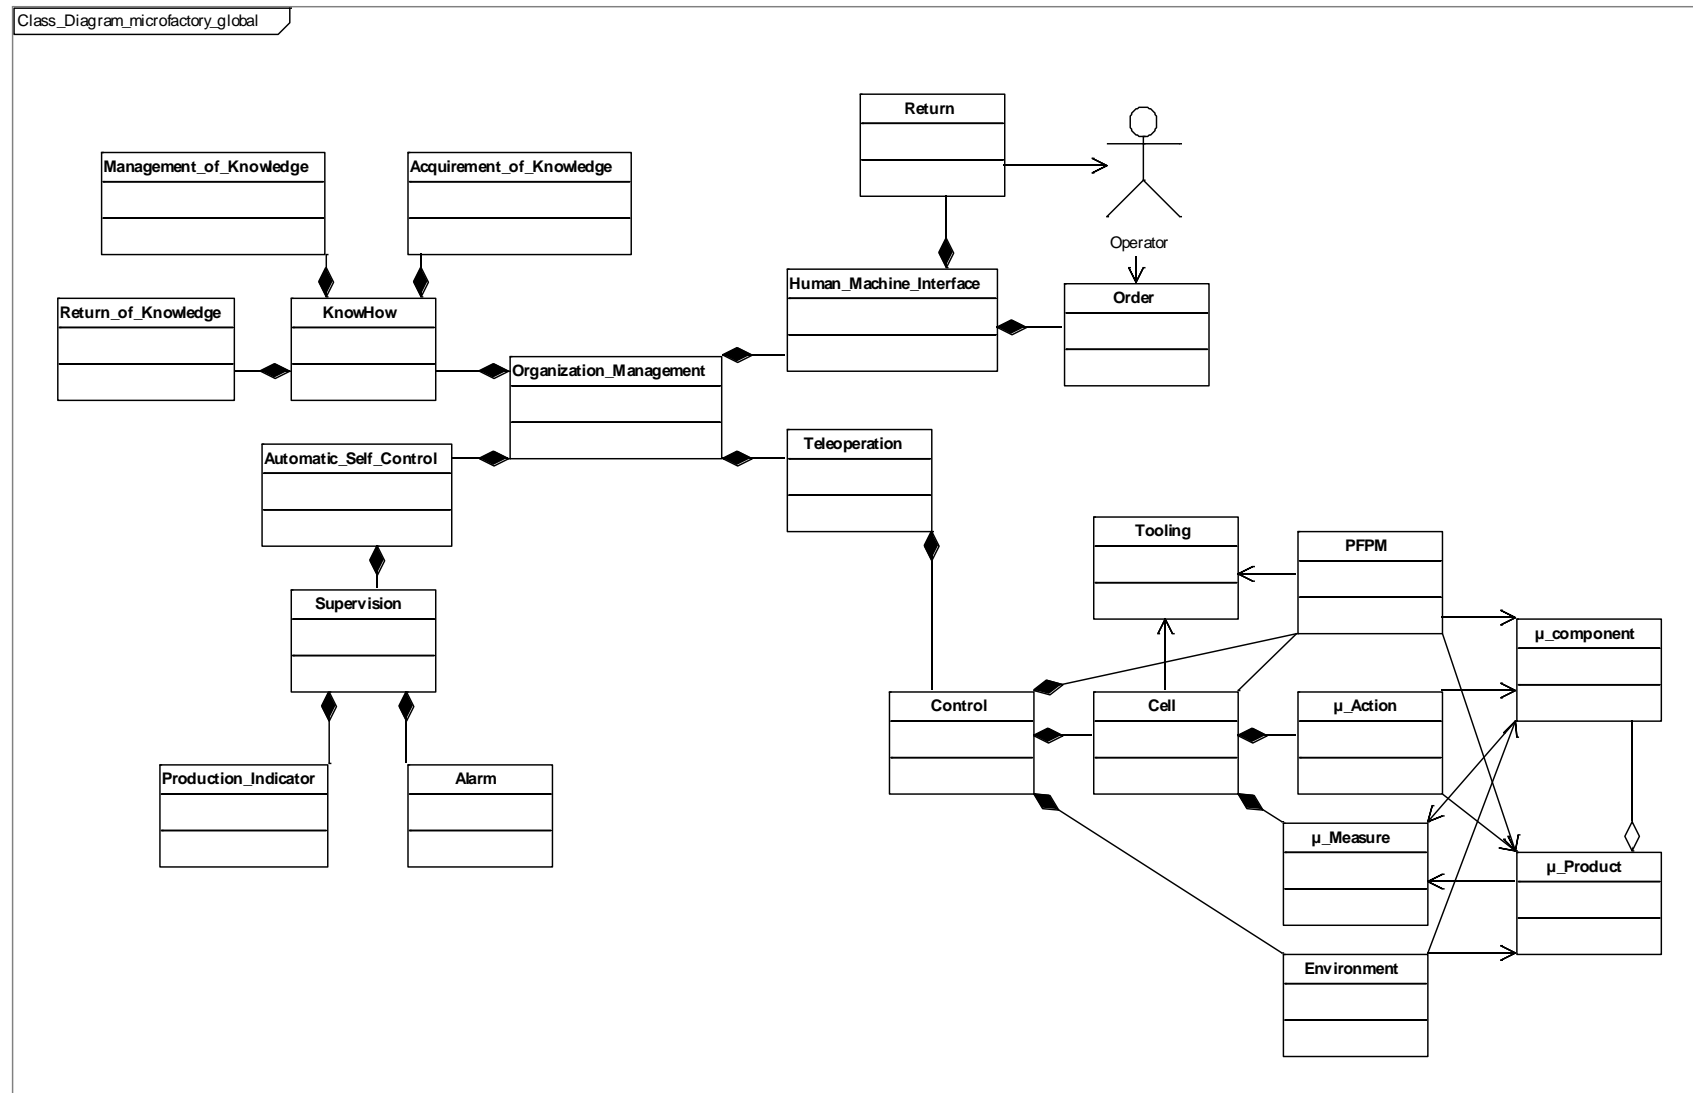 Class_Diagram_microfactory_global
Return
Management_of_Knowledge
Acquirement_of_Knowledge
Operator
Human_Machine_Interface
Order
Return_of_Knowledge
KnowHow
Organization_Management
Teleoperation
Automatic_Self_Control
Tooling
PFPM
Supervision
µ_component
Control
Cell
µ_Action
Production_Indicator
Alarm
µ_Measure
µ_Product
Environment